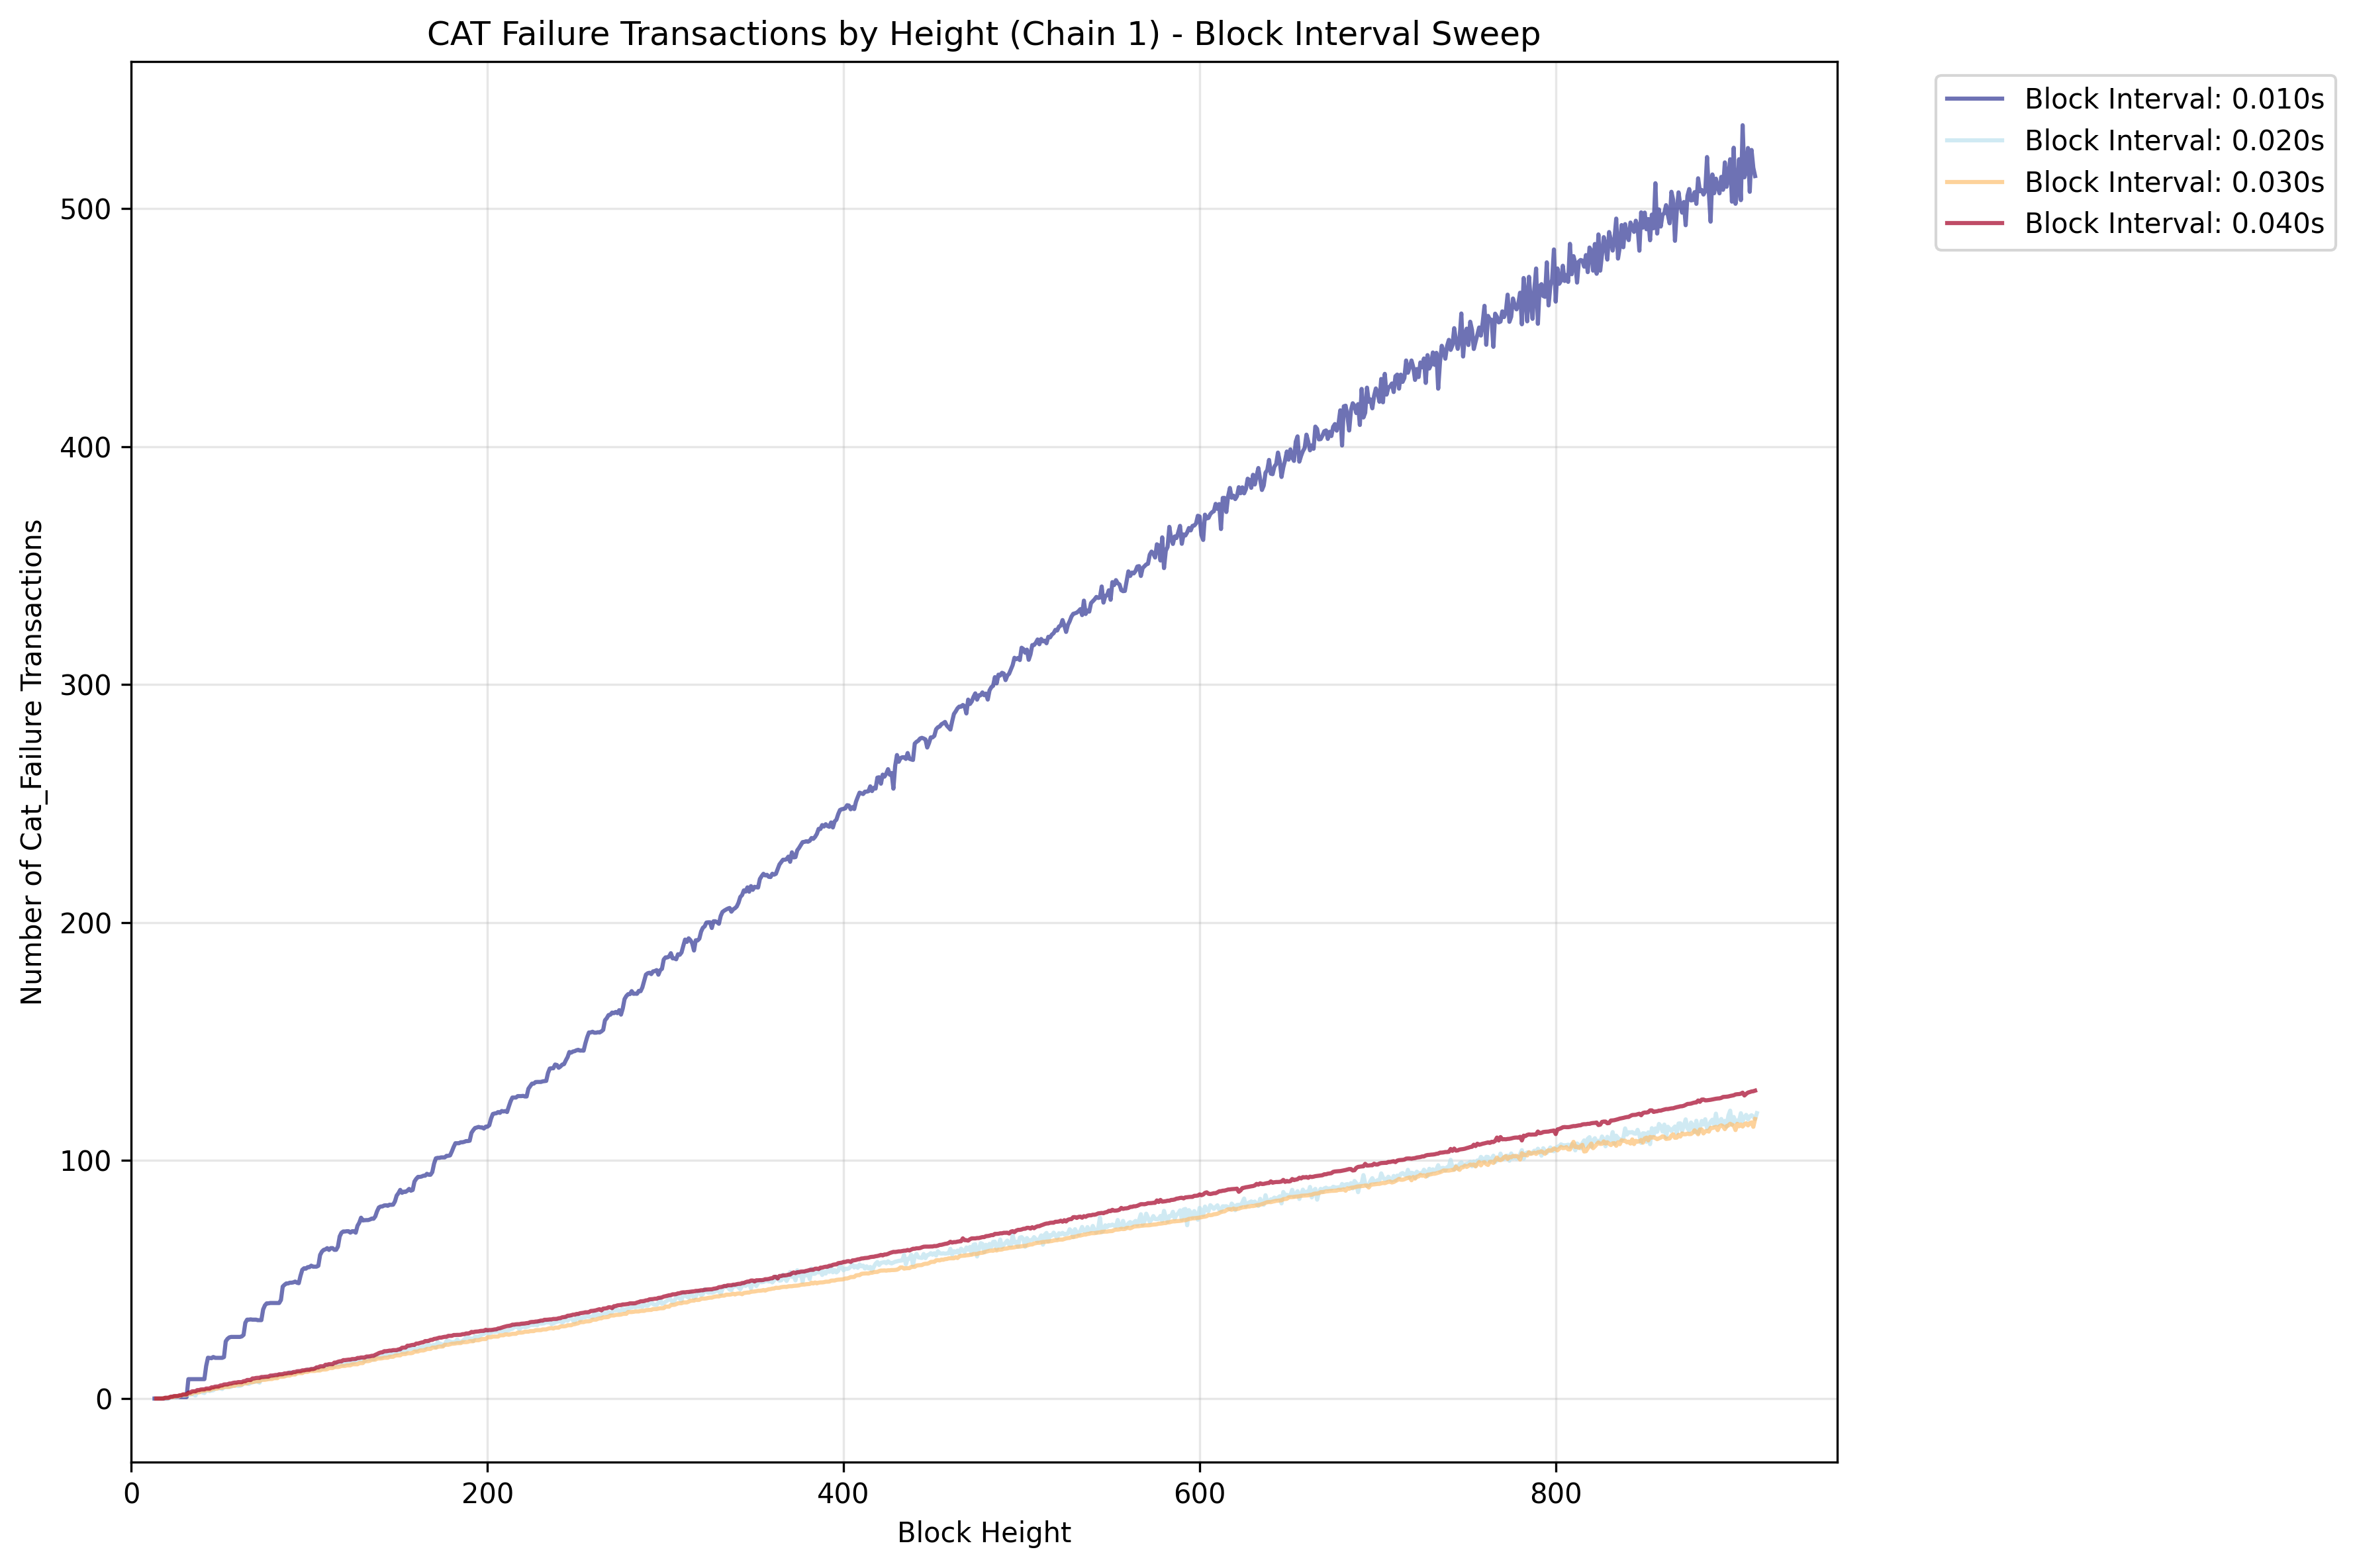 CAT Failure Transactions by Height (Chain 1) - Block Interval Sweep
Block Interval: 0.010s
Block Interval: 0.020s
Block Interval: 0.030s
Block Interval: 0.040s
Number of Cat_Failure Transactions
500
400
300
200
100
0
0
200
400
600
800
Block Height